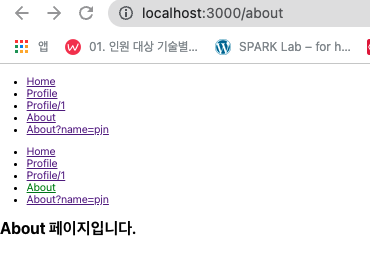 localhost:3000/about
앱
01. 인원 대상 기술별...
SPARK Lab – for h...
Home
Profile
Profile/1
About
About?name=pjn
Home
Profile
Profile/1
About
About?name=pjn
About 페이지입니다.